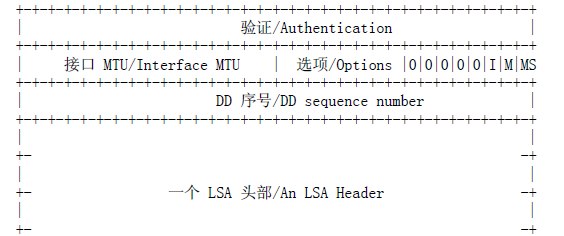 +-+-+-+-+-+-+-+-+-+-+-+-+-+-+-+-+-+-+-+-+-+-+-+-+-+-+-+-+-+-+-+-+
| 验证/Authentication |
+-+-+-+-+-+-+-+-+-+-+-+-+-+-+-+-+-+-+-+-+-+-+-+-+-+-+-+-+-+-+-+-+
| 接口 MTU/Interface MTU | 选项/Options |0|0|0|0|0|I|M|MS
+-+-+-+-+-+-+-+-+-+-+-+-+-+-+-+-+-+-+-+-+-+-+-+-+-+-+-+-+-+-+-+-+
| DD 序号/DD sequence number |
+-+-+-+-+-+-+-+-+-+-+-+-+-+-+-+-+-+-+-+-+-+-+-+-+-+-+-+-+-+-+-+-+
| |
+- -+
| |
+- 一个 LSA 头部/An LSA Header -+
| |
+- -+